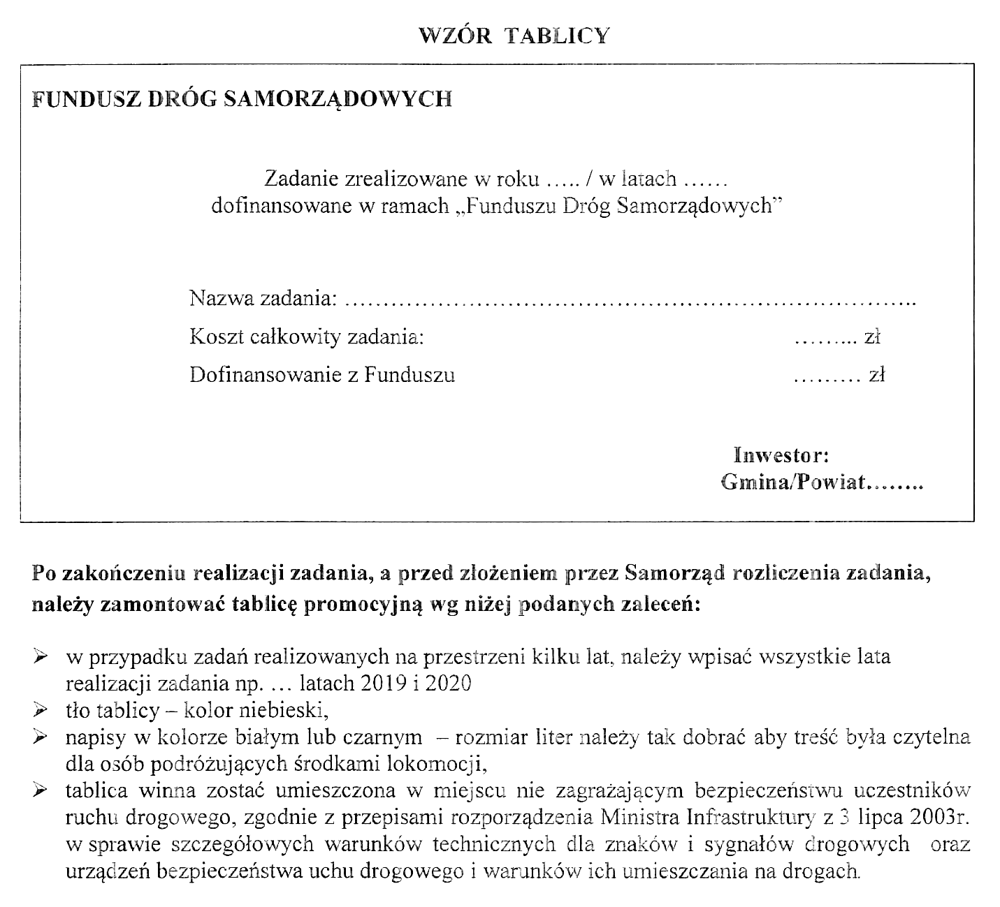 WZÓR TABLICY
FUNDUSZ DRÓG SAMORZĄDOWYCH
Zadanie zrealizowane w roku ..... / w latach ......
dofinansowane w ramach „Funduszu Dróg Samorządowych”
Nazwa zadania: ..........................................................................
Koszt całkowity zadania: ......... zł
Dofinansowanie z Funduszu ......... zł
Inwestor:
Gmina/Powiat........
Po zakończeniu realizacji zadania, a przed złożeniem przez Samorząd rozliczenia zadania,
należy zamontować tablicę promocyjną wg niżej podanych zaleceń:
➢ w przypadku zadań realizowanych na przestrzeni kilku lat, należy wpisać wszystkie lata
realizacji zadania np. ... latach 2019 i 2020
➢ tło tablicy – kolor niebieski,
➢ napisy w kolorze białym lub czarnym – rozmiar liter należy tak dobrać aby treść była czytelna
dla osób podróżujących środkami lokomocji,
➢ tablica winna zostać umieszczona w miejscu nie zagrażającym bezpieczeństwu uczestników
ruchu drogowego, zgodnie z przepisami rozporządzenia Ministra Infrastruktury z 3 lipca 2003r.
w sprawie szczegółowych warunków technicznych dla znaków i sygnałów drogowych oraz
urządzeń bezpieczeństwa uchu drogowego i warunków ich umieszczania na drogach.